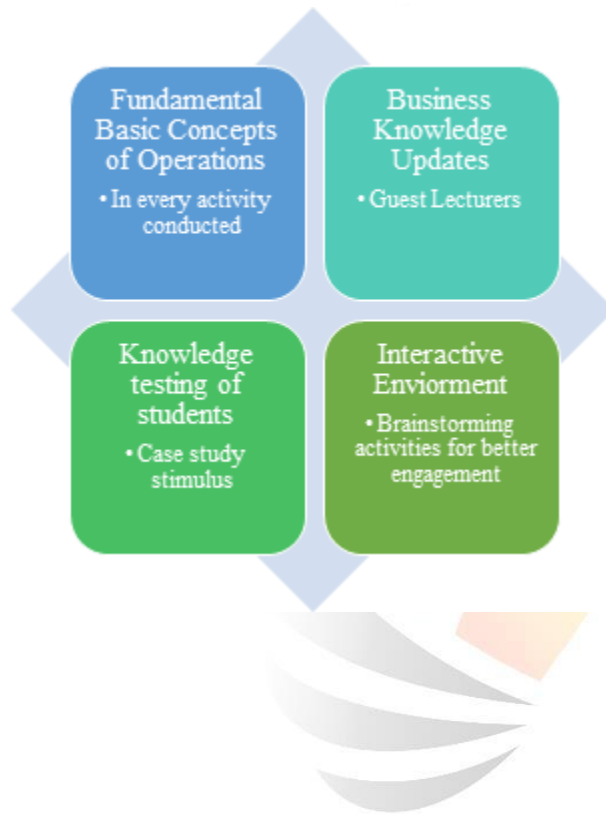 Fundamental
Basic Concepts
of Operations
• In every activity
conducted
Business
Knowledge
Updates
• Guest Lecturers
Knowledge
testing of
students
• Case study
stimulus
Interactive
Enviorment
• Brainstorming
activities for better
engagement